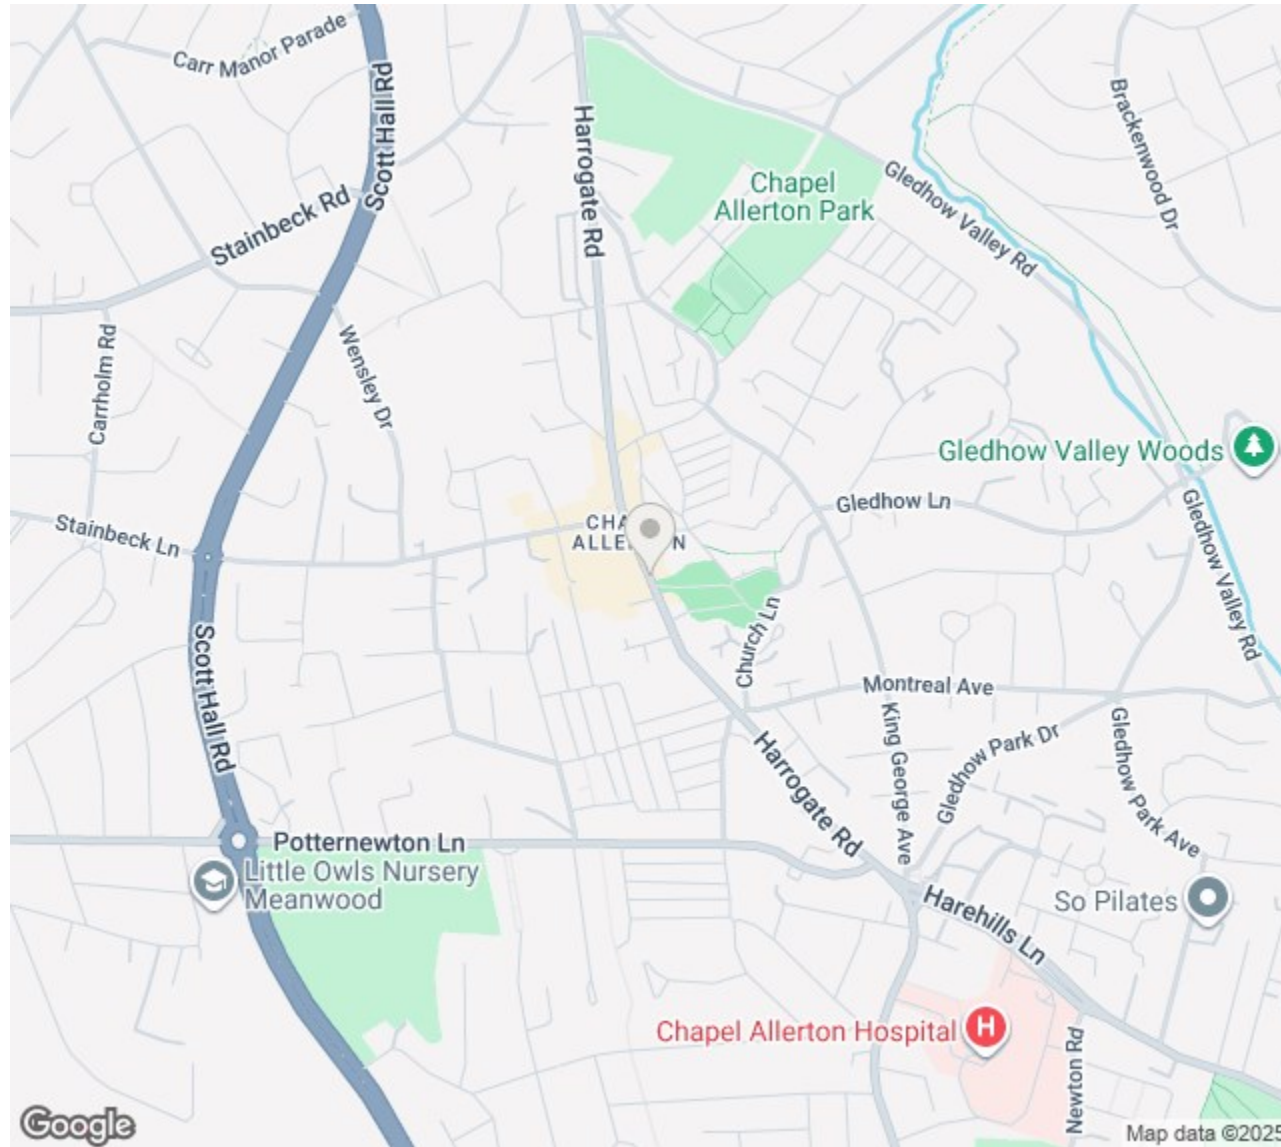 Carr Manor Parade
Scott Hall Rd
Harrogate Rd
Brackenwood Dr
Chapel
Allerton Park
Gledhow Valley Rd
Stainbeck Rd
Carrholm Rd
Wensley Dr
Gledhow Valley Woods
Gledhow Ln
Stainbeck Ln
CHA
ALLE
N
Gledhow Valley Rd
Church Ln
Scott Hall Rd
Montreal Ave
King George Ave
Gledhow Park Dr
Gledhow Park Ave
Harrogate Rd
Potternewton Ln
Little Owls Nursery
Meanwood
So Pilates
Harehills Ln
Chapel Allerton Hospital
H
Newton Rd
Google
Map data ©2025